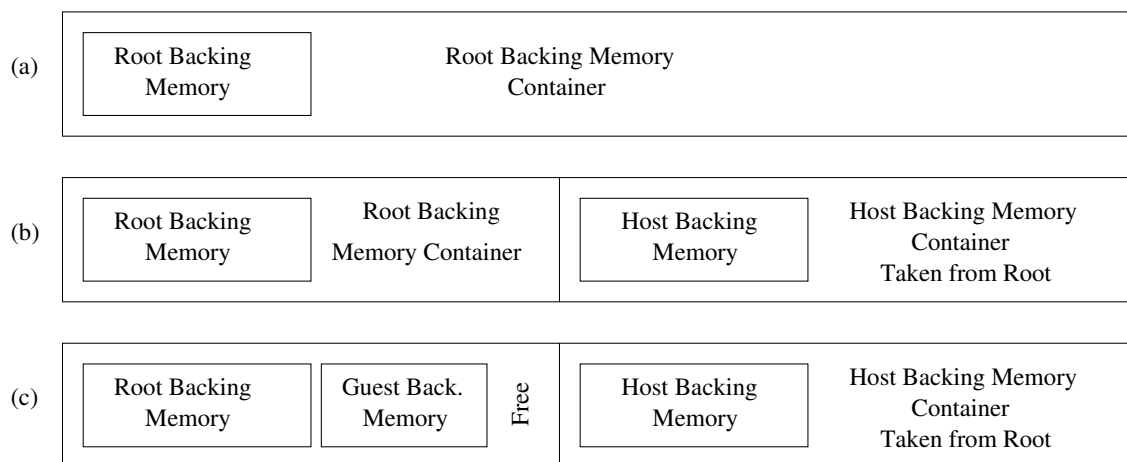 (a)
Root Backing
Memory
Root Backing Memory
Container
(b)
Root Backing
Memory
Root Backing
Memory Container
Host Backing
Memory
Host Backing Memory
Container
Taken from Root
(c)
Root Backing
Memory
Guest Back.
Memory
Free
Host Backing
Memory
Host Backing Memory
Container
Taken from Root